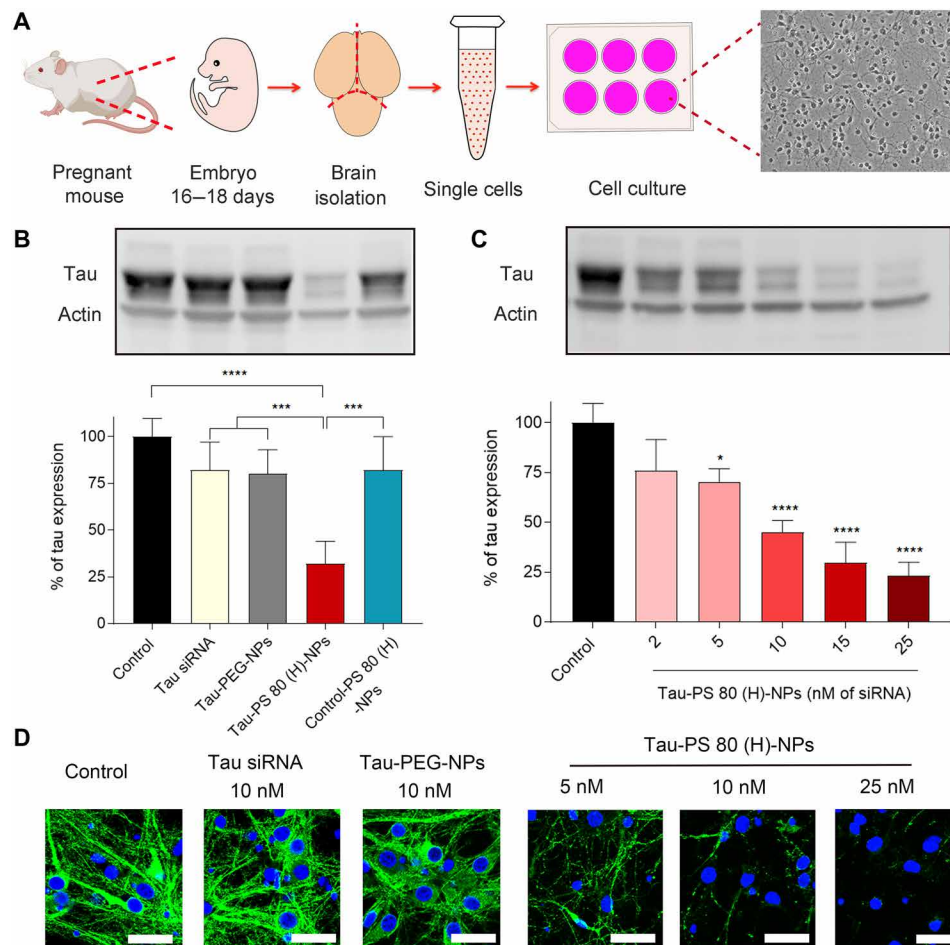 A
Pregnant
mouse
Embryo
16–18 days
Brain
isolation
Single cells
Cell culture
B
Tau
Actin
****
***
***
% of tau expression
100
75
50
25
0
Control
Tau siRNA
Tau-PEG-NPs
Tau-PS 80 (H)-NPs
Control-PS 80 (H)
-NPs
C
Tau
Actin
% of tau expression
100
75
50
25
0
*
****
****
****
Control
2
5
10
15
25
Tau-PS 80 (H)-NPs (nM of siRNA)
D
Control
Tau siRNA
10 nM
Tau-PEG-NPs
10 nM
Tau-PS 80 (H)-NPs
5 nM
10 nM
25 nM